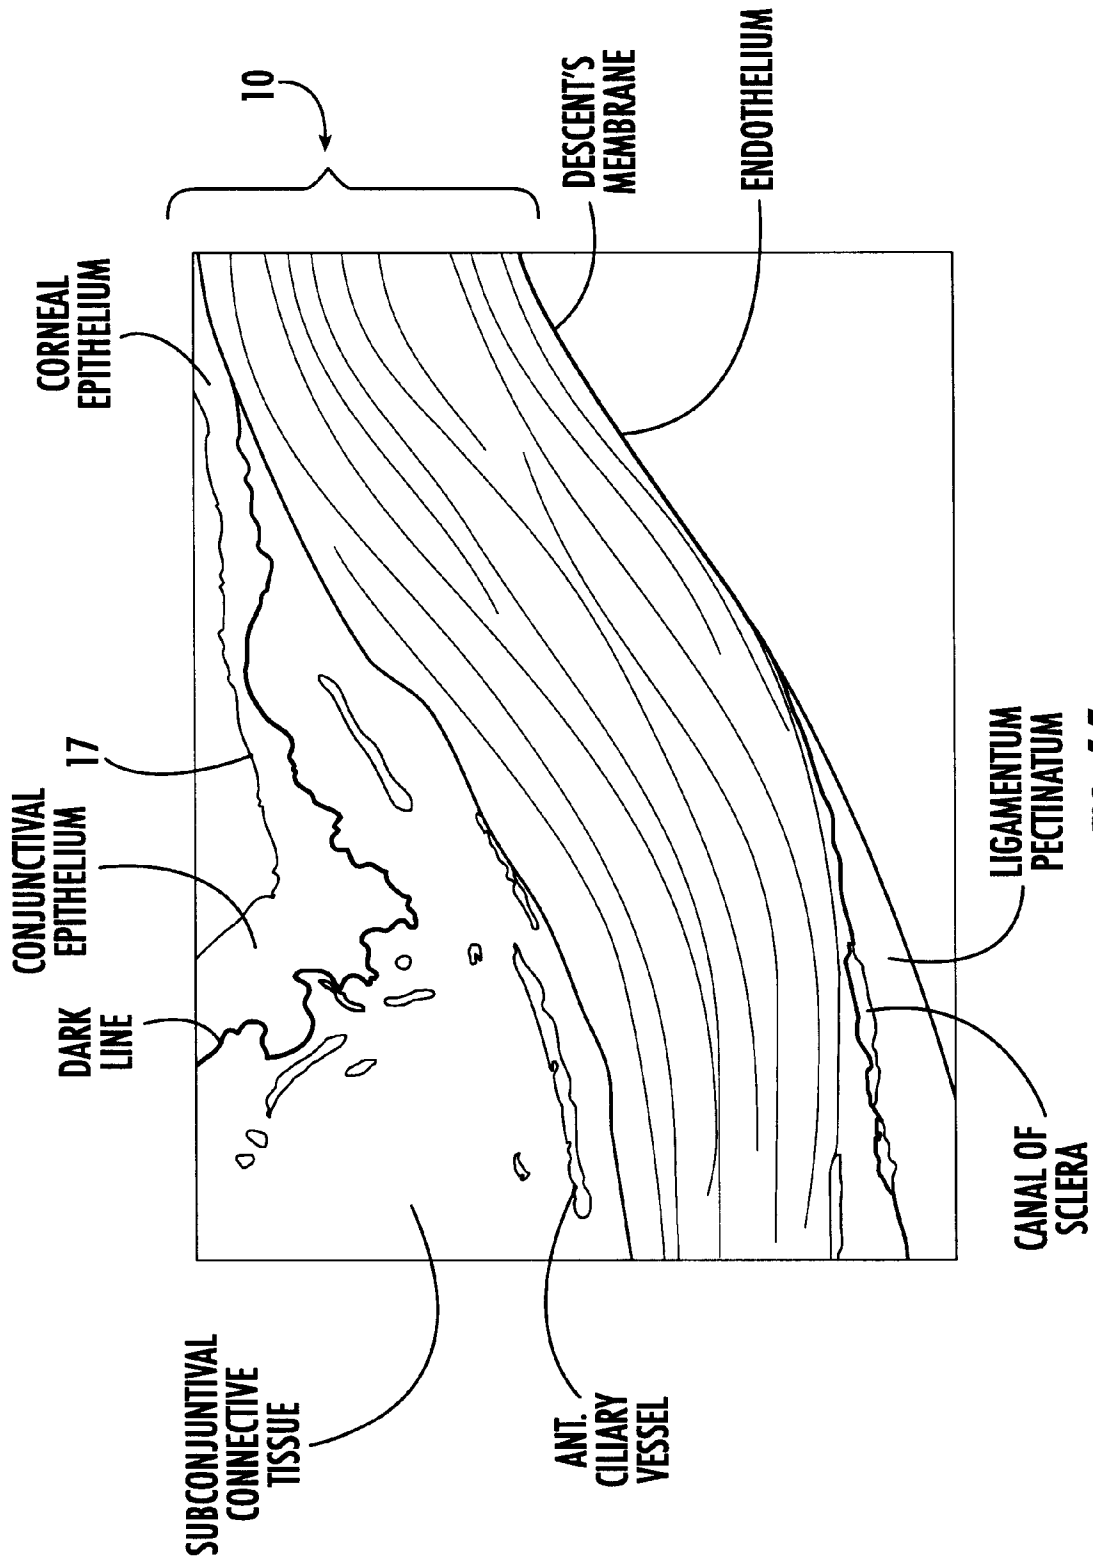 CONJUNCTIVAL
EPITHELIUM
CORNEAL
EPITHELIUM
DARK
LINE
17
SUBCONJUNTIVAL
CONNECTIVE
TISSUE
10
ANT.
CILIARY
VESSEL
DESCENT'S
MEMBRANE
ENDOTHELIUM
CANAL OF
SCLERA
LIGAMENTUM
PECTINATUM